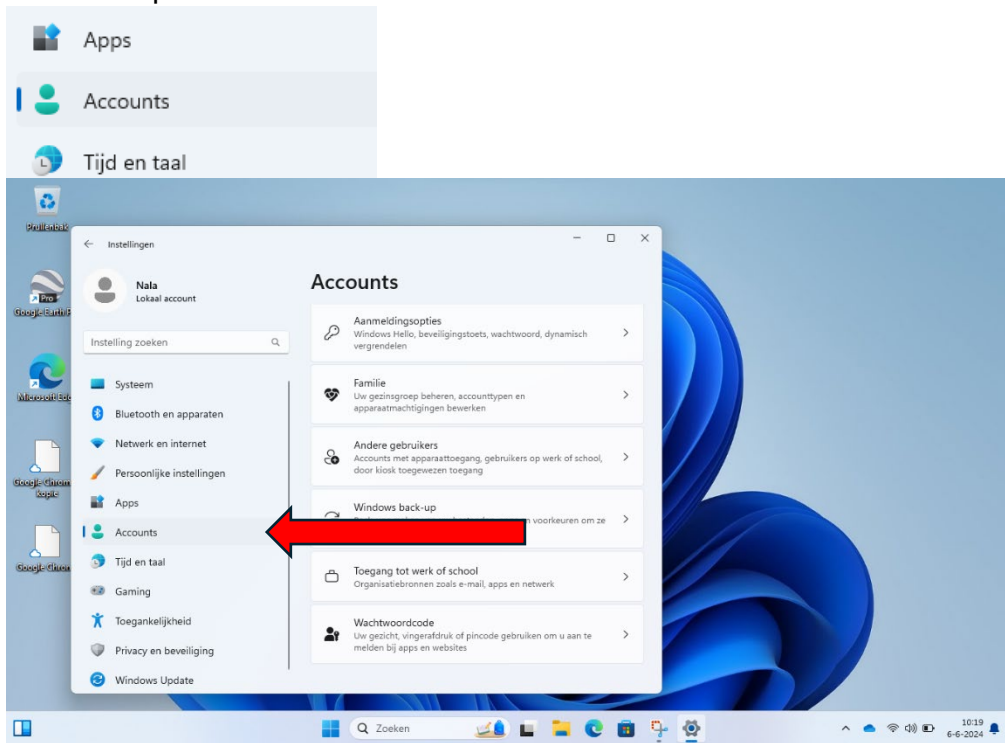 Apps
Accounts
Tijd en taal
Prullenbak
Pro
Google Earth P
Microsoft Edg
Google Chrom
kopie
Google Chrom
Instellingen
Nala
Lokaal account
Instelling zoeken
Systeem
Bluetooth en apparaten
Netwerk en internet
Persoonlijke instellingen
Apps
Accounts
Tijd en taal
Gaming
Toegankelijkheid
Privacy en beveiliging
Windows Update
Accounts
Aanmeldingsopties
Windows Hello, beveiligingstoets, wachtwoord, dynamisch
vergrendelen
Familie
Uw gezinsgroep beheren, accounttypen en
apparaatmachtigingen bewerken
Andere gebruikers
Accounts met apparaattoegang, gebruikers op werk of school,
door kiosk toegewezen toegang
Windows back-up
voorkeuren om ze
Toegang tot werk of school
Organisatiebronnen zoals e-mail, apps en netwerk
Wachtwoordcode
Uw gezicht, vingerafdruk of pincode gebruiken om u aan te
melden bij apps en websites
Zoeken
10:19
6-6-2024